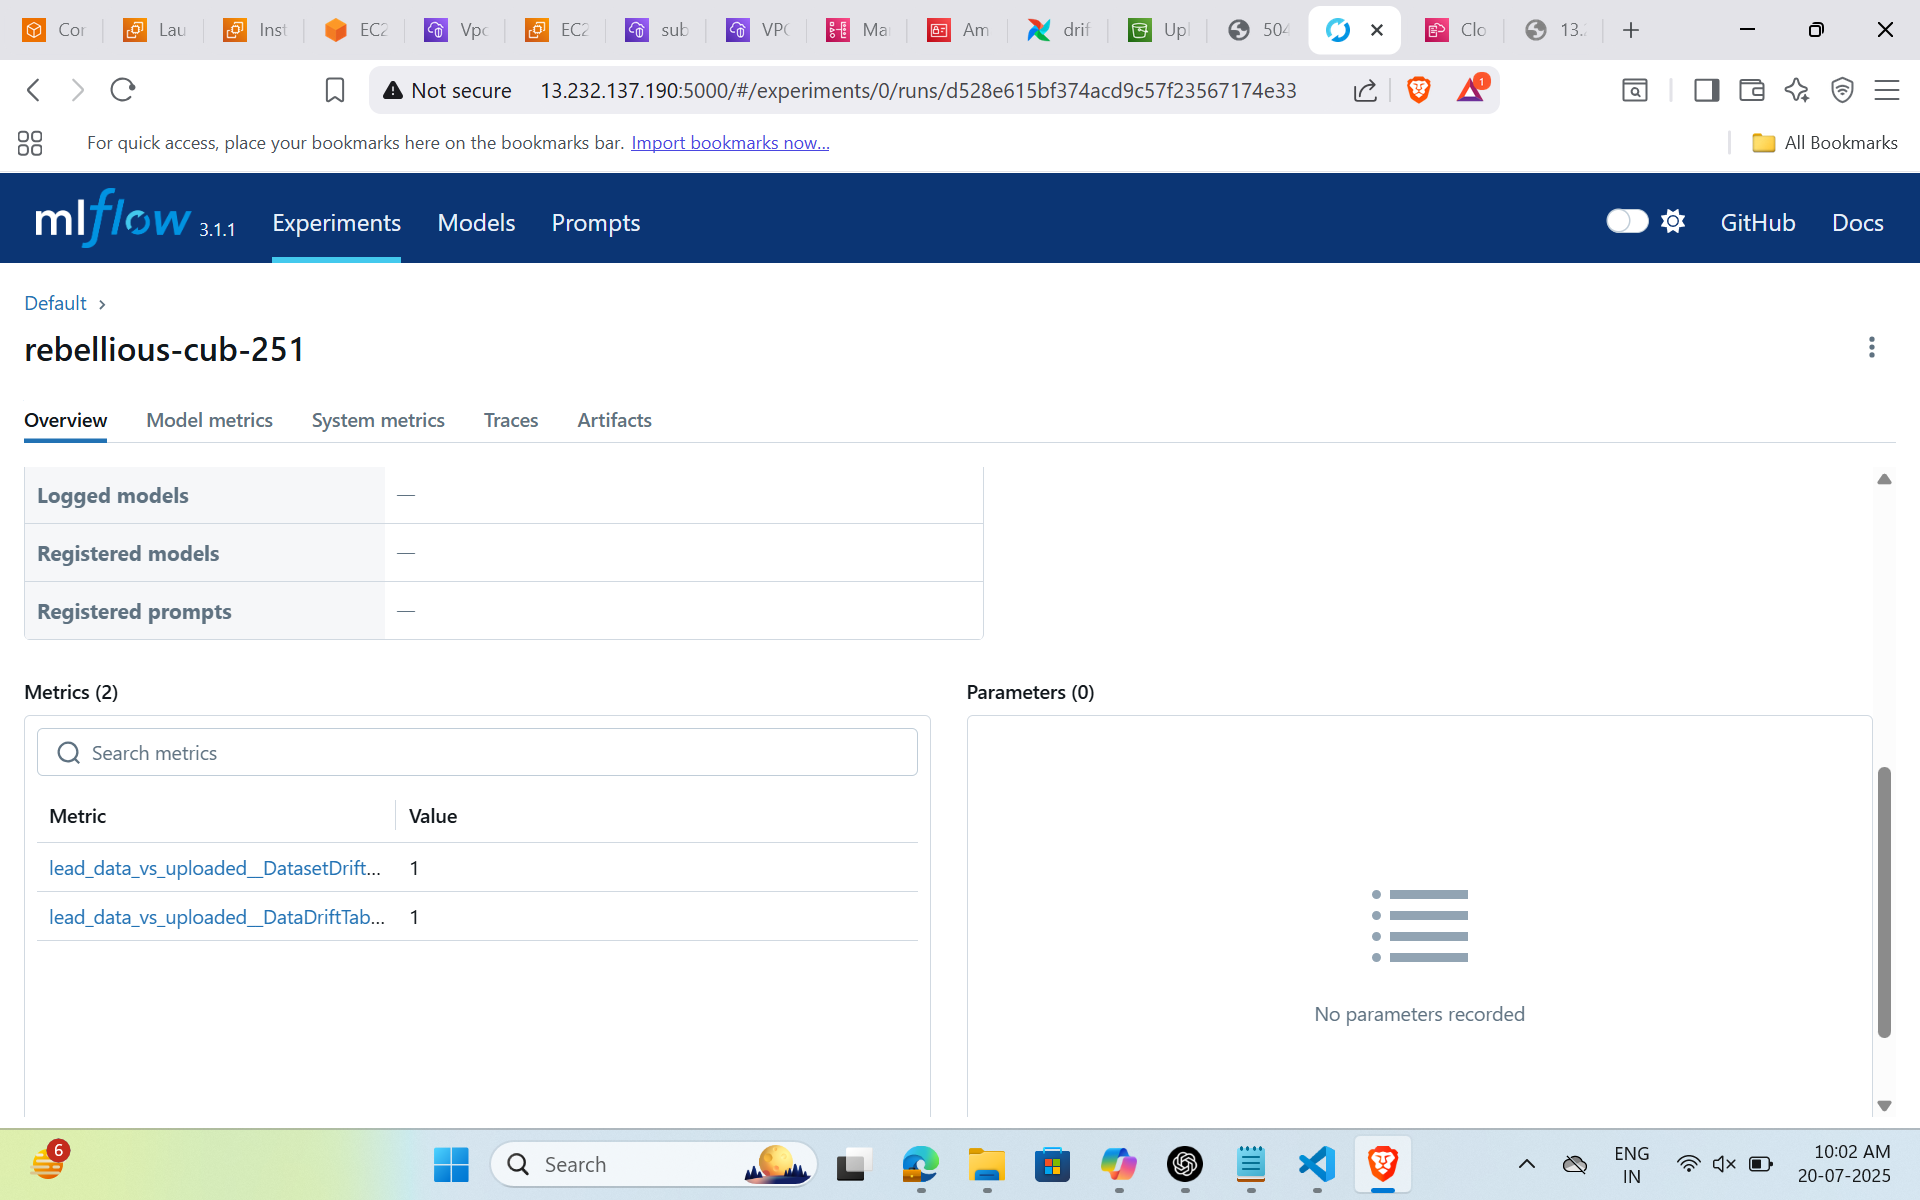 Cor
Lau
Inst
EC2
Vpc
EC2
sub
VPC
Ma
Am
drif
Upl
504
Clo
13.
Not secure 13.232.137.190:5000/#/experiments/0/runs/d528e615bf374acd9c57f23567174e33
1
For quick access, place your bookmarks here on the bookmarks bar. Import bookmarks now...
All Bookmarks
mlflow 3.1.1 Experiments Models Prompts GitHub Docs
Default
rebellious-cub-251
Overview Model metrics System metrics Traces Artifacts
Logged models —
Registered models —
Registered prompts —
Metrics (2)
Search metrics
Metric Value
lead_data_vs_uploaded__DatasetDrift... 1
lead_data_vs_uploaded__DataDriftTab... 1
Parameters (0)
No parameters recorded
6
Search
ENG
IN
10:02 AM
20-07-2025